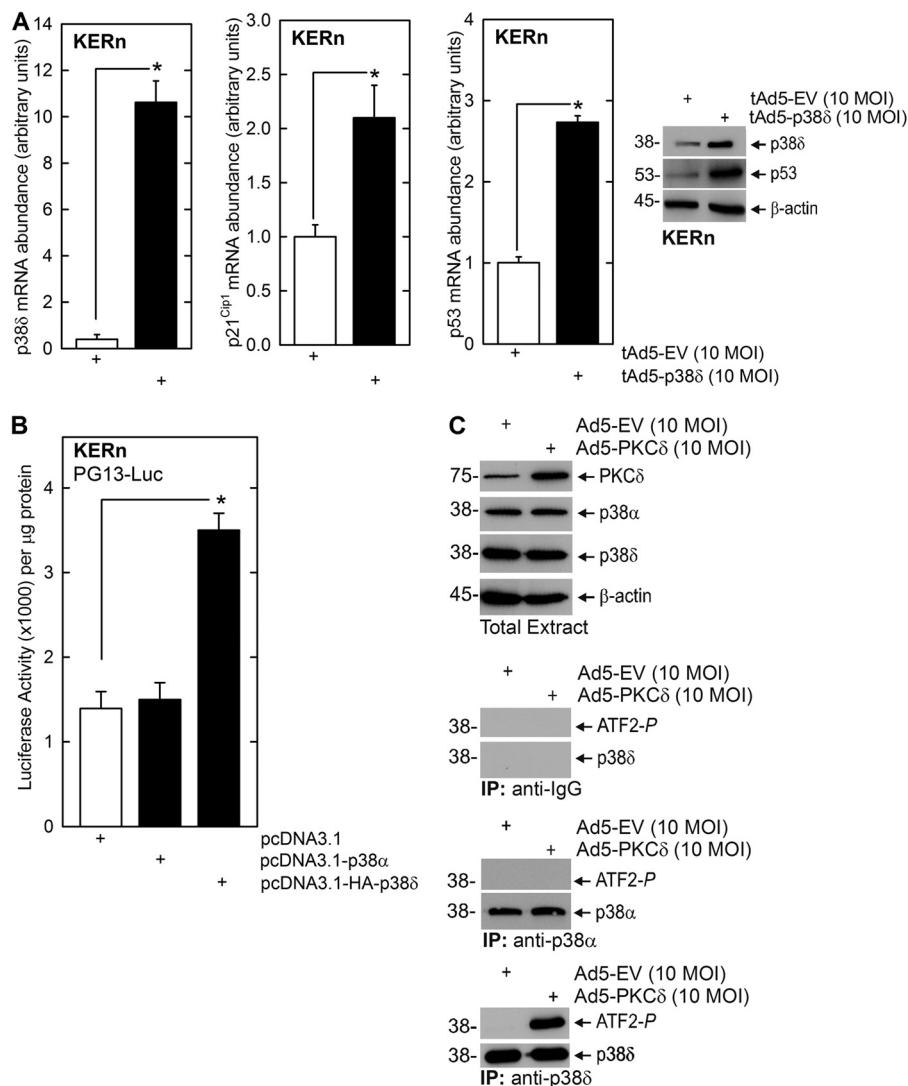 A
KERn
p38δ mRNA abundance (arbitrary units)
14
12
10
8
6
4
2
0
*
+
+
KERn
p21Cip1 mRNA abundance (arbitrary units)
3.0
2.5
2.0
1.5
1.0
0.5
0.0
*
+
+
KERn
p53 mRNA abundance (arbitrary units)
4
3
2
1
0
*
+ tAd5-EV (10 MOI)
+ tAd5-p38δ (10 MOI)
+ tAd5-EV (10 MOI)
+ tAd5-p38δ (10 MOI)
38- p38δ
53- p53
45- β-actin
KERn
B
KERn
PG13-Luc
Luciferase Activity (x1000) per µg protein
4
3
2
1
0
*
+ pcDNA3.1
+ pcDNA3.1-p38α
+ pcDNA3.1-HA-p38δ
C
+ Ad5-EV (10 MOI)
+ Ad5-PKCδ (10 MOI)
75- PKCδ
38- p38α
38- p38δ
45- β-actin
Total Extract
+ Ad5-EV (10 MOI)
+ Ad5-PKCδ (10 MOI)
38- ATF2-P
38- p38δ
IP: anti-IgG
+ Ad5-EV (10 MOI)
+ Ad5-PKCδ (10 MOI)
38- ATF2-P
38- p38α
IP: anti-p38α
+ Ad5-EV (10 MOI)
+ Ad5-PKCδ (10 MOI)
38- ATF2-P
38- p38δ
IP: anti-p38δ